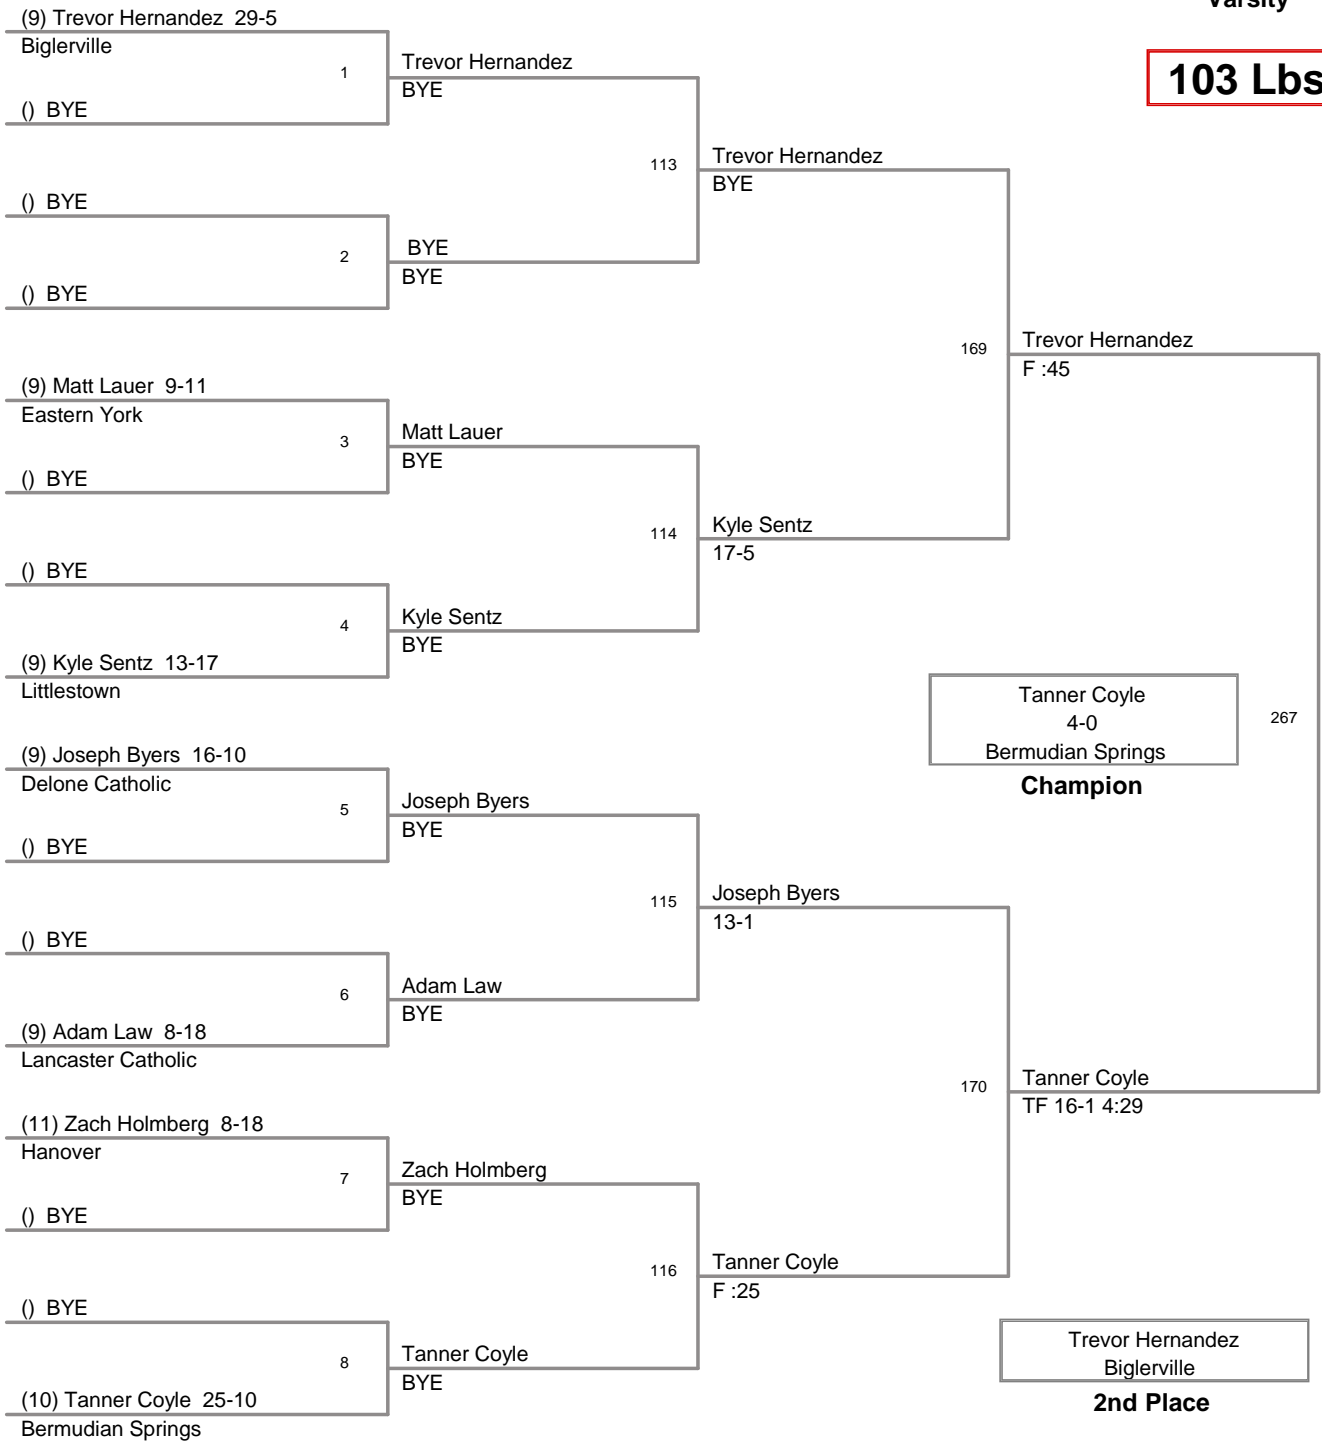 Varsity
103 Lbs
(9) Trevor Hernandez 29-5
Biglerville
1
() BYE
Trevor Hernandez
BYE
() BYE
2
() BYE
BYE
BYE
113
Trevor Hernandez
BYE
(9) Matt Lauer 9-11
Eastern York
3
() BYE
Matt Lauer
BYE
() BYE
4
(9) Kyle Sentz 13-17
Littlestown
Kyle Sentz
BYE
114
Kyle Sentz
17-5
169
Trevor Hernandez
F :45
(9) Joseph Byers 16-10
Delone Catholic
5
() BYE
Joseph Byers
BYE
() BYE
6
(9) Adam Law 8-18
Lancaster Catholic
Adam Law
BYE
115
Joseph Byers
13-1
(11) Zach Holmberg 8-18
Hanover
7
() BYE
Zach Holmberg
BYE
() BYE
8
(10) Tanner Coyle 25-10
Bermudian Springs
Tanner Coyle
BYE
116
Tanner Coyle
F :25
170
Tanner Coyle
TF 16-1 4:29
267
Tanner Coyle
4-0
Bermudian Springs
Champion
Trevor Hernandez
Biglerville
2nd Place